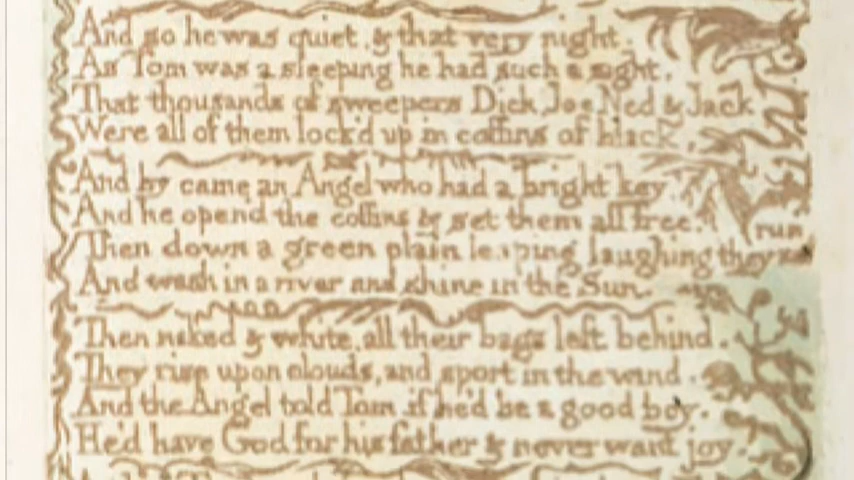 And so he was quiet. & that very night.
As Tom was a sleeping he had such a sight.
That thousands of sweepers Dick Joe Ned & Jack
Were all of them lock'd up in coffins of black,
And by came an Angel who had a bright key
And he opend the coffins & set them all free.
run
Then down a green plain leaping laughing they
And wash in a river and shine in the Sun.
Then naked & white, all their bags left behind.
They rise upon clouds, and sport in the wind.
And the Angel told Tom if he'd be a good boy.
He'd have God for his father & never want joy.